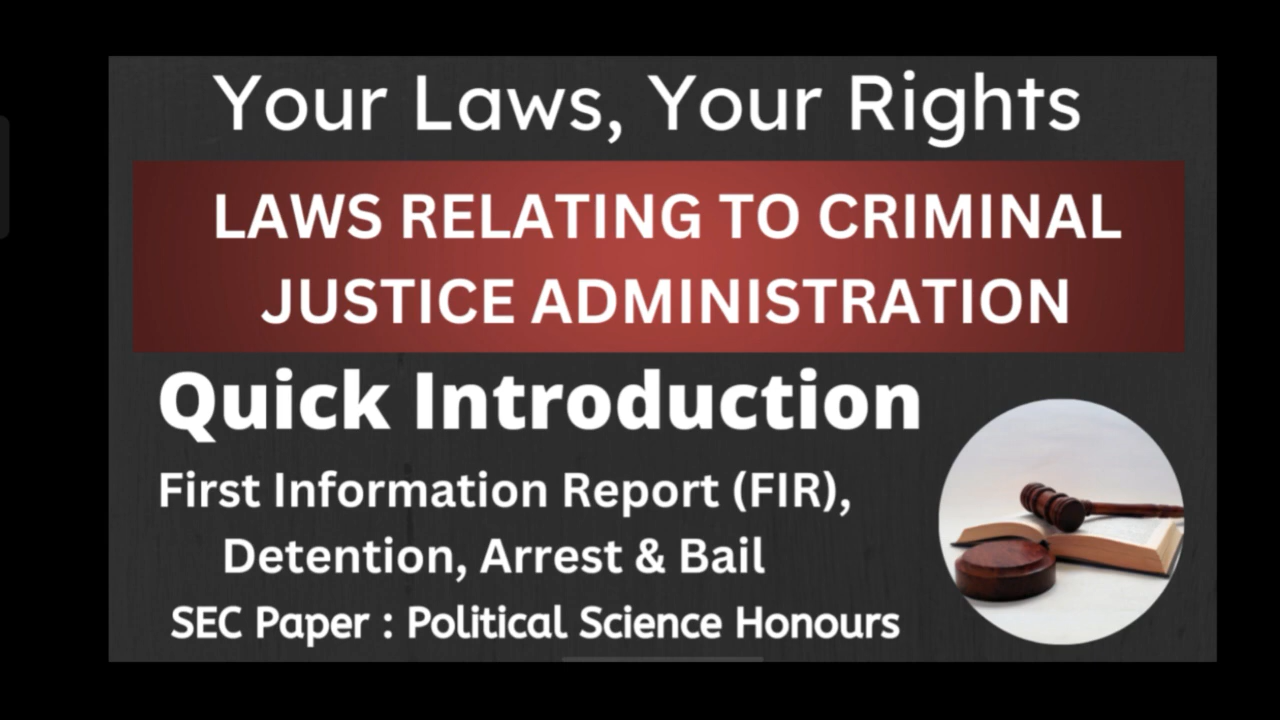 Your Laws, Your Rights
LAWS RELATING TO CRIMINAL
JUSTICE ADMINISTRATION
Quick Introduction
First Information Report (FIR),
Detention, Arrest & Bail
SEC Paper : Political Science Honours